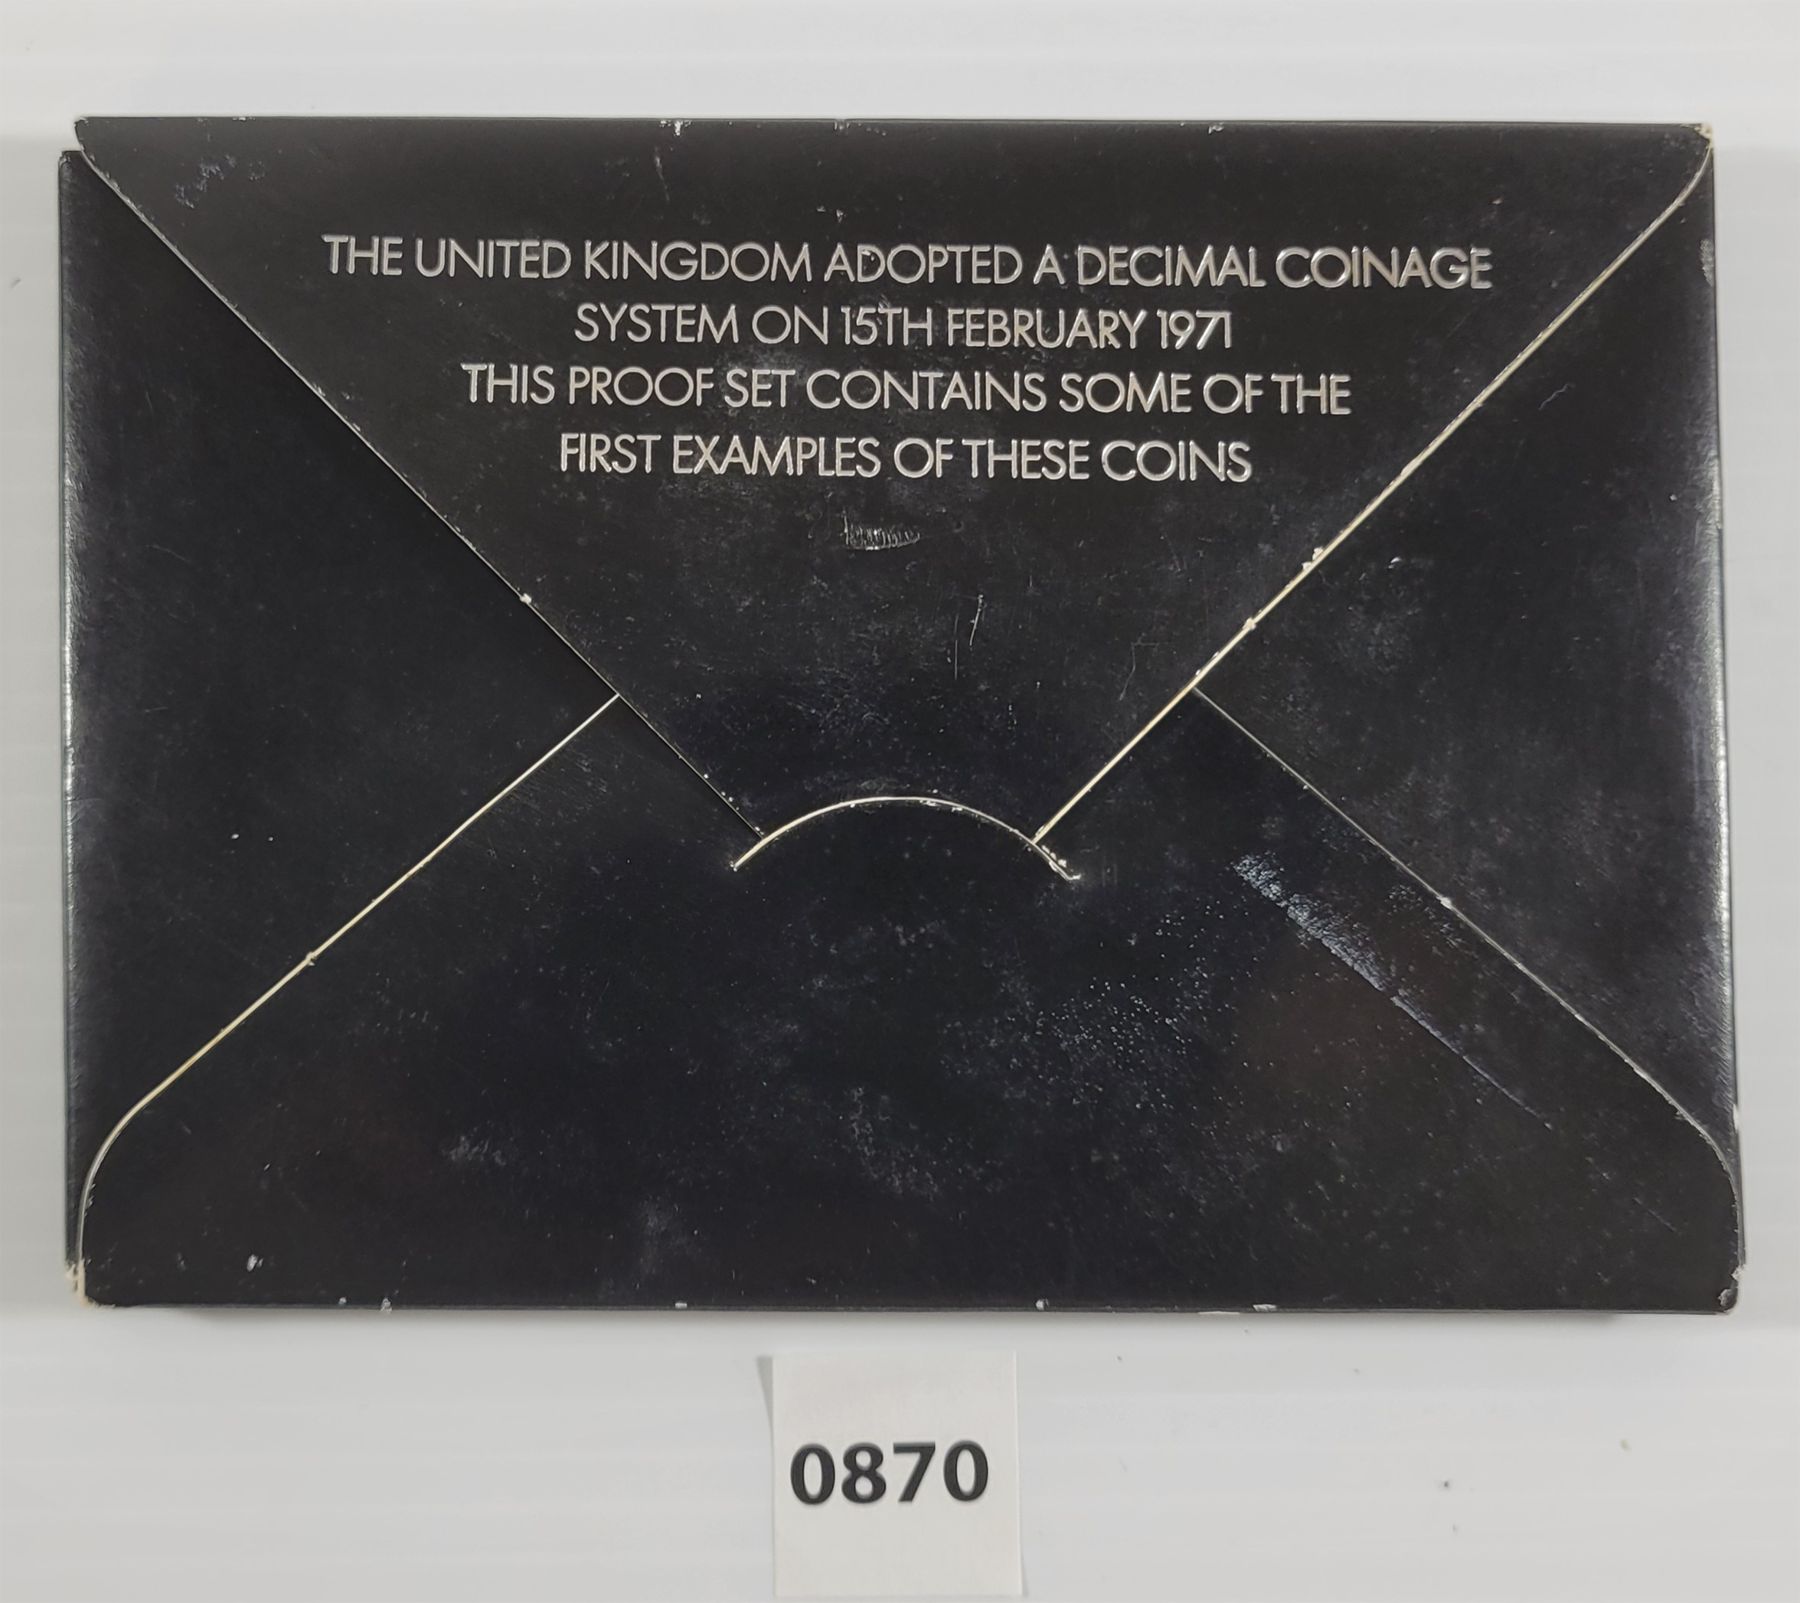 THE UNITED KINGDOM ADOPTED A DECIMAL COINAGE
SYSTEM ON 15TH FEBRUARY 1971
THIS PROOF SET CONTAINS SOME OF THE
FIRST EXAMPLES OF THESE COINS
0870